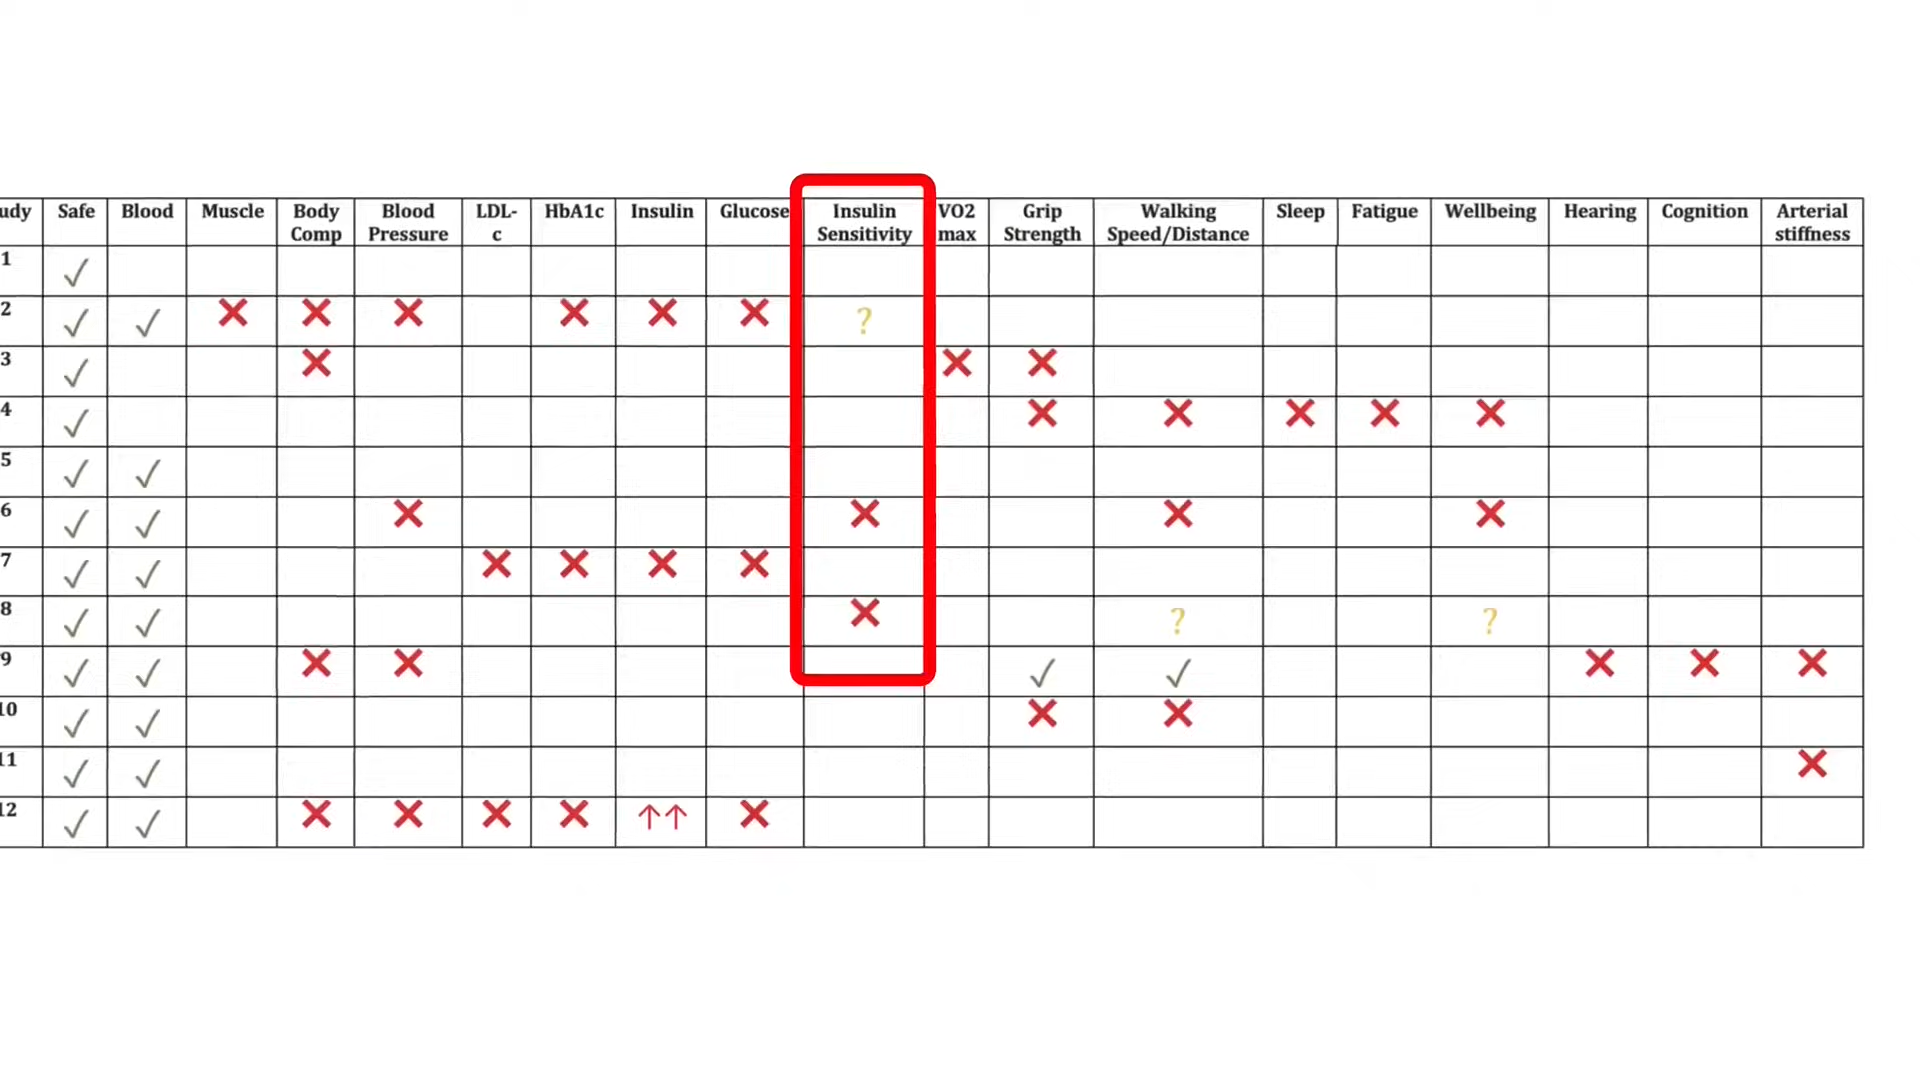 udy Safe Blood Muscle Body Comp Blood Pressure LDL-c HbA1c Insulin Glucose Insulin Sensitivity VO2 max Grip Strength Walking Speed/Distance Sleep Fatigue Wellbeing Hearing Cognition Arterial stiffness
1 ✓
2 ✓ ✓ ❌ ❌ ❌ ❌ ❌ ❌ ?
3 ✓ ❌ ❌ ❌
4 ✓ ❌ ❌ ❌ ❌ ❌
5 ✓ ✓
6 ✓ ✓ ❌ ❌ ❌ ❌
7 ✓ ✓ ❌ ❌ ❌ ❌
8 ✓ ✓ ❌ ? ?
9 ✓ ✓ ❌ ❌ ✓ ✓ ❌ ❌ ❌
10 ✓ ✓ ❌ ❌
11 ✓ ✓ ❌
12 ✓ ✓ ❌ ❌ ❌ ❌ ↑↑ ❌